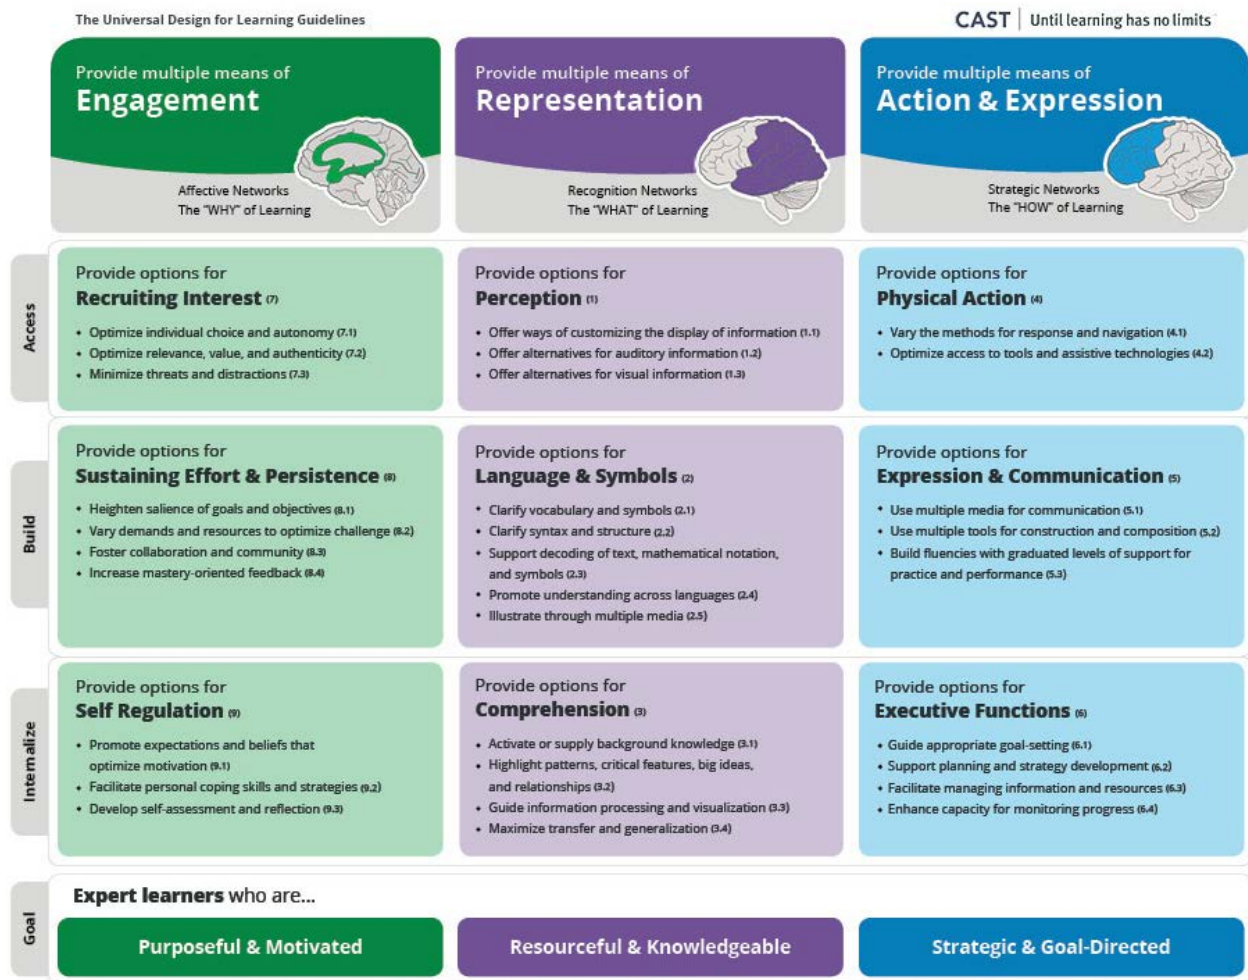 The Universal Design for Learning Guidelines
CAST | Until learning has no limits
Provide multiple means of
Engagement
Affective Networks
The "WHY" of Learning
Provide multiple means of
Representation
Recognition Networks
The "WHAT" of Learning
Provide multiple means of
Action & Expression
Strategic Networks
The "HOW" of Learning
Access
Provide options for
Recruiting Interest (7)
• Optimize individual choice and autonomy (7.1)
• Optimize relevance, value, and authenticity (7.2)
• Minimize threats and distractions (7.3)
Provide options for
Perception (1)
• Offer ways of customizing the display of information (1.1)
• Offer alternatives for auditory information (1.2)
• Offer alternatives for visual information (1.3)
Provide options for
Physical Action (4)
• Vary the methods for response and navigation (4.1)
• Optimize access to tools and assistive technologies (4.2)
Build
Provide options for
Sustaining Effort & Persistence (8)
• Heighten salience of goals and objectives (8.1)
• Vary demands and resources to optimize challenge (8.2)
• Foster collaboration and community (8.3)
• Increase mastery-oriented feedback (8.4)
Provide options for
Language & Symbols (2)
• Clarify vocabulary and symbols (2.1)
• Clarify syntax and structure (2.2)
• Support decoding of text, mathematical notation,
and symbols (2.3)
• Promote understanding across languages (2.4)
• Illustrate through multiple media (2.5)
Provide options for
Expression & Communication (5)
• Use multiple media for communication (5.1)
• Use multiple tools for construction and composition (5.2)
• Build fluencies with graduated levels of support for
practice and performance (5.3)
Internalize
Provide options for
Self Regulation (9)
• Promote expectations and beliefs that
optimize motivation (9.1)
• Facilitate personal coping skills and strategies (9.2)
• Develop self-assessment and reflection (9.3)
Provide options for
Comprehension (3)
• Activate or supply background knowledge (3.1)
• Highlight patterns, critical features, big ideas,
and relationships (3.2)
• Guide information processing and visualization (3.3)
• Maximize transfer and generalization (3.4)
Provide options for
Executive Functions (6)
• Guide appropriate goal-setting (6.1)
• Support planning and strategy development (6.2)
• Facilitate managing information and resources (6.3)
• Enhance capacity for monitoring progress (6.4)
Goal
Expert learners who are...
Purposeful & Motivated
Resourceful & Knowledgeable
Strategic & Goal-Directed